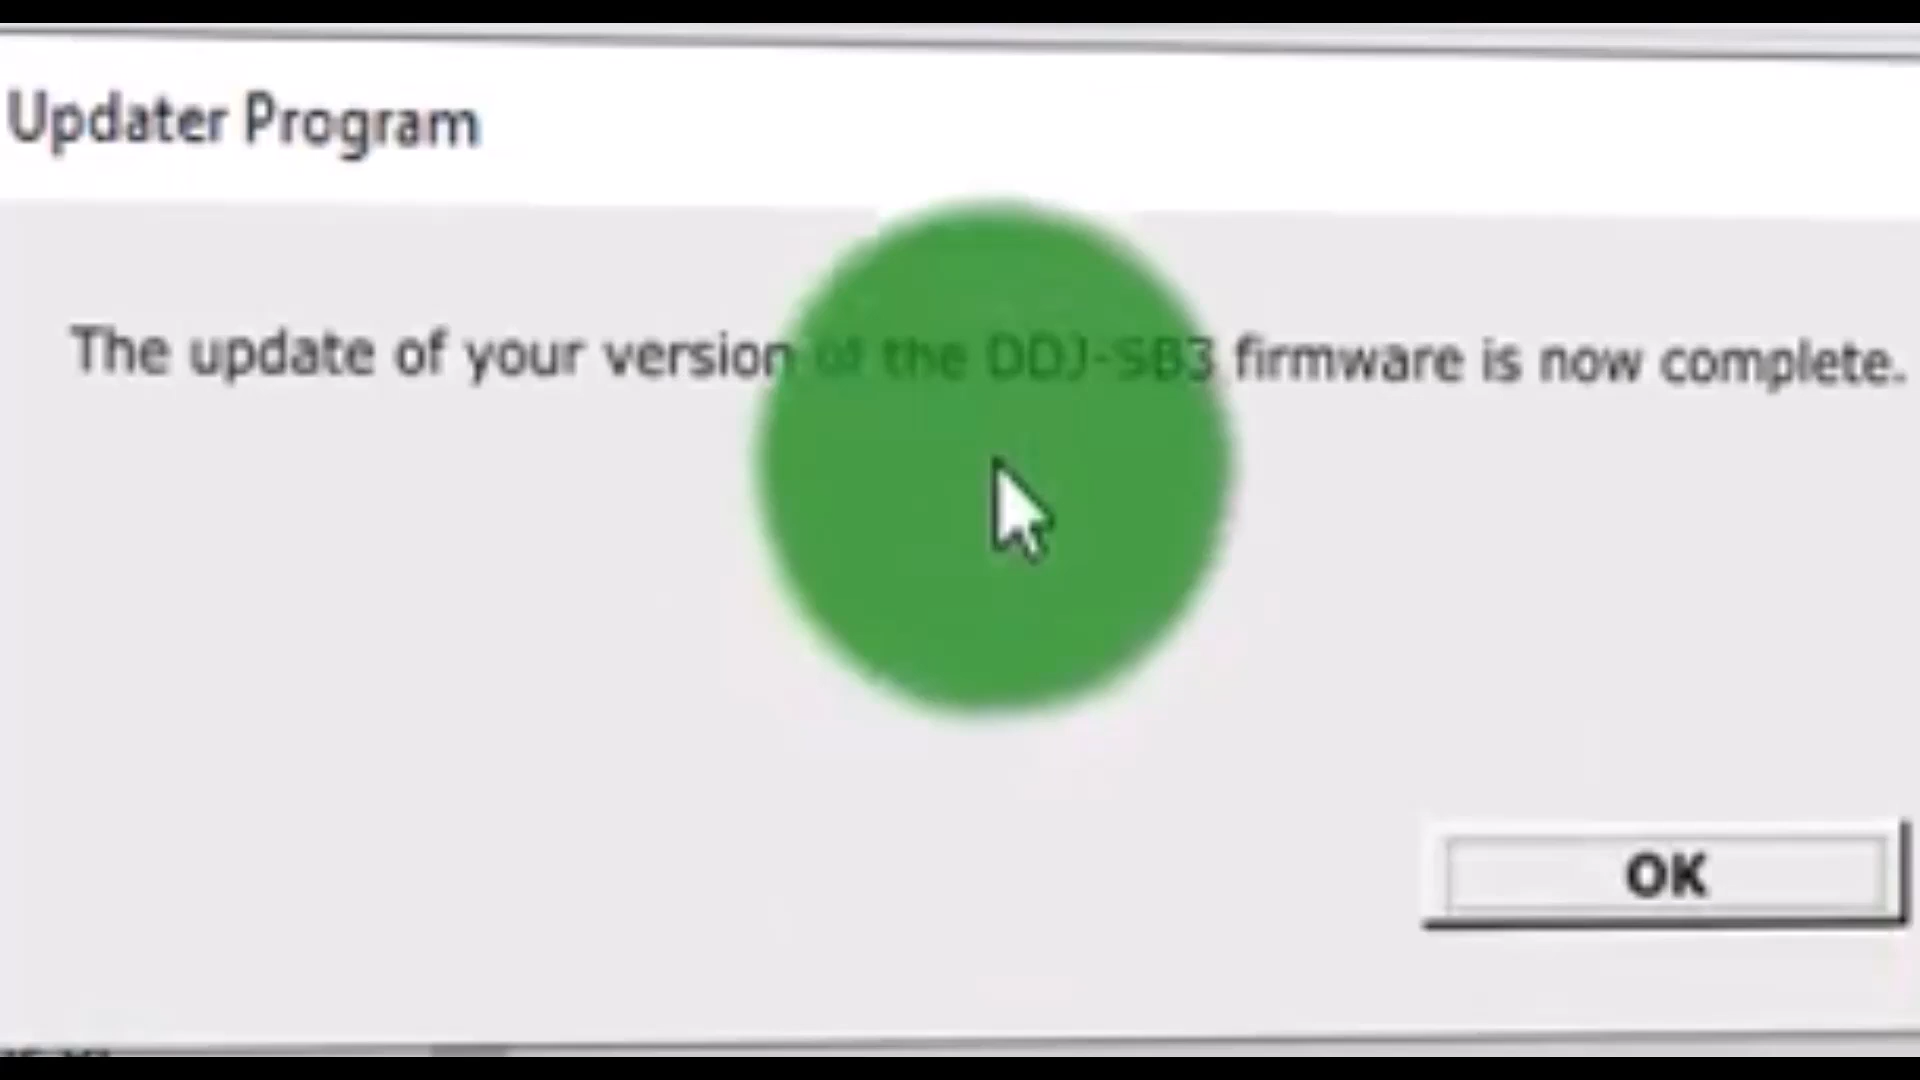 Updater Program
The update of your version of the DDJ-SB3 firmware is now complete.
OK